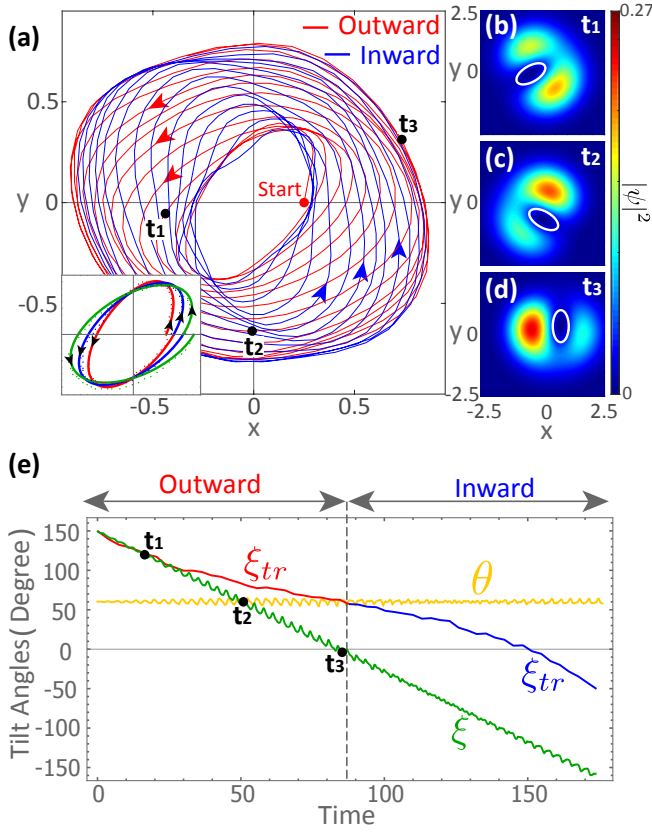 (a)
Outward
Inward
0.5
y 0
-0.5
-0.5 0 0.5
x
Start
t1
t2
t3
(b) t1
2.5
y 0
(c) t2
y 0
(d) t3
y 0
-2.5
-2.5 0 2.5
x
0.27
|ψ|²
0
(e)
Outward Inward
150
100
50
0
-50
-100
-150
Tilt Angles( Degree)
t1
t2
t3
ξtr
θ
ξtr
ξ
0 50 100 150
Time